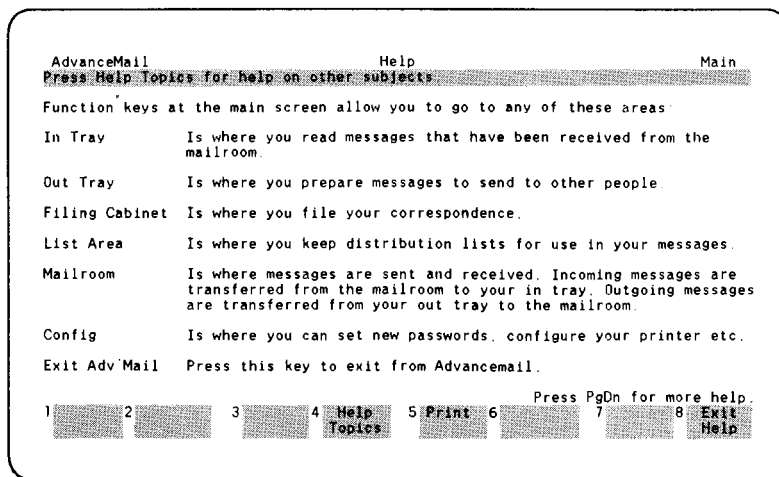 AdvanceMail Help Main
Press Help Topics for help on other subjects.
Function keys at the main screen allow you to go to any of these areas
In Tray Is where you read messages that have been received from the
mailroom.
Out Tray Is where you prepare messages to send to other people.
Filing Cabinet Is where you file your correspondence.
List Area Is where you keep distribution lists for use in your messages.
Mailroom Is where messages are sent and received. Incoming messages are
transferred from the mailroom to your in tray. Outgoing messages
are transferred from your out tray to the mailroom.
Config Is where you can set new passwords, configure your printer etc.
Exit Adv Mail Press this key to exit from Advancemail.
Press PgDn for more help.
1 2 3 4 Help 5 Print 6 7 8 Exit
Topics Help